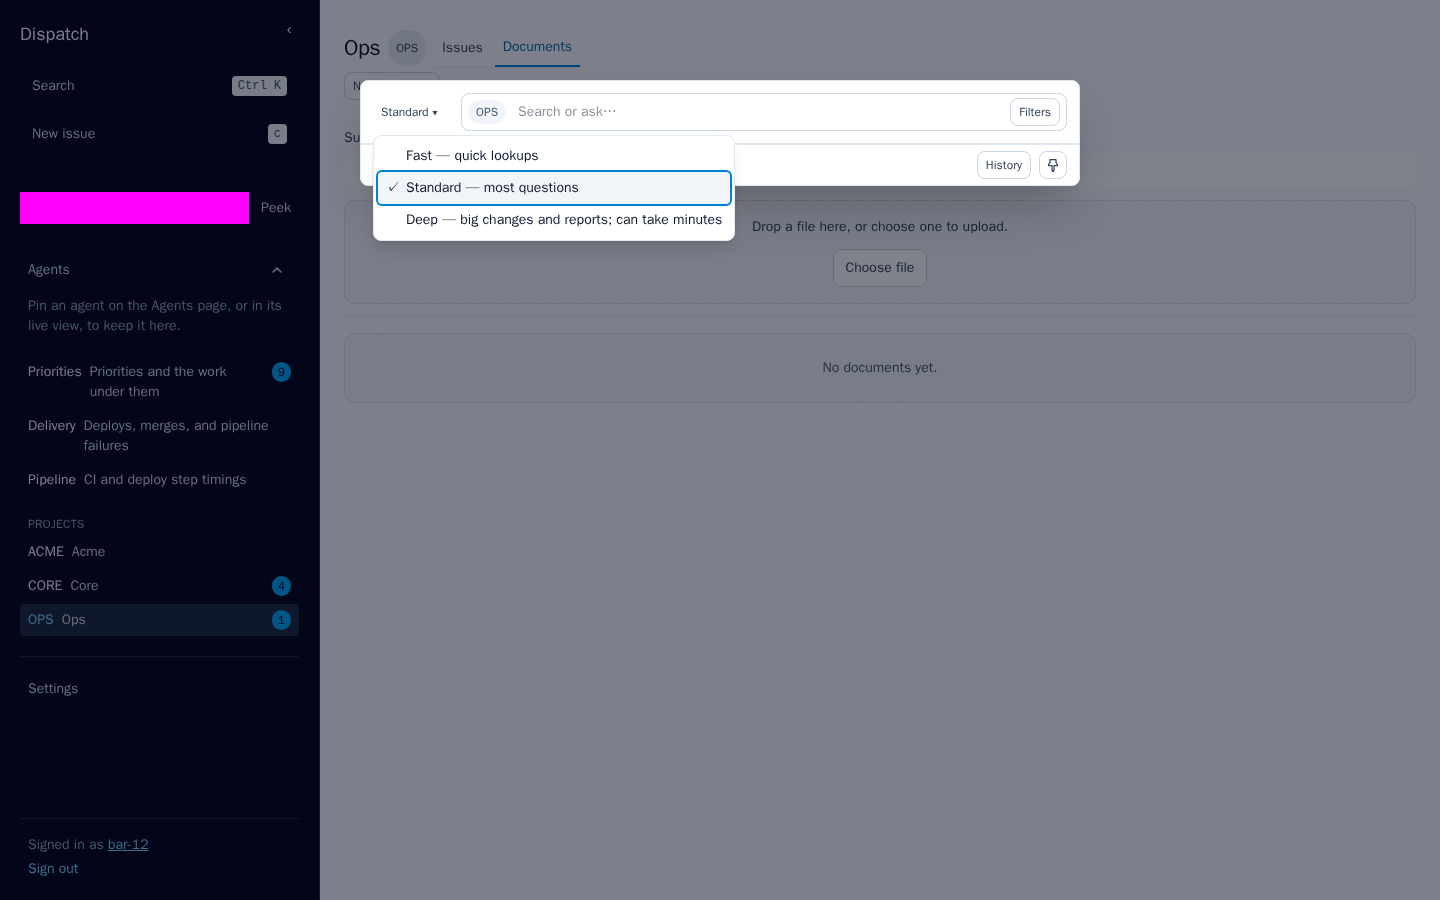 Dispatch
Search
Ctrl K
New issue
C
Peek
Agents
Pin an agent on the Agents page, or in its
live view, to keep it here.
Priorities Priorities and the work
under them
9
Delivery Deploys, merges, and pipeline
failures
Pipeline CI and deploy step timings
PROJECTS
ACME Acme
CORE Core 4
OPS Ops 1
Settings
Signed in as bar-12
Sign out
Ops OPS Issues Documents
Standard ▾ OPS Search or ask… Filters
Fast — quick lookups
✓ Standard — most questions
Deep — big changes and reports; can take minutes
History
Drop a file here, or choose one to upload.
Choose file
No documents yet.